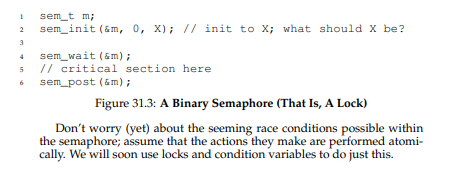 1 sem_t m;
2 sem_init(&m, 0, X); // init to X; what should X be?
3
4 sem_wait(&m);
5 // critical section here
6 sem_post(&m);
Figure 31.3: A Binary Semaphore (That Is, A Lock)
Don't worry (yet) about the seeming race conditions possible within
the semaphore; assume that the actions they make are performed atomi-
cally. We will soon use locks and condition variables to do just this.